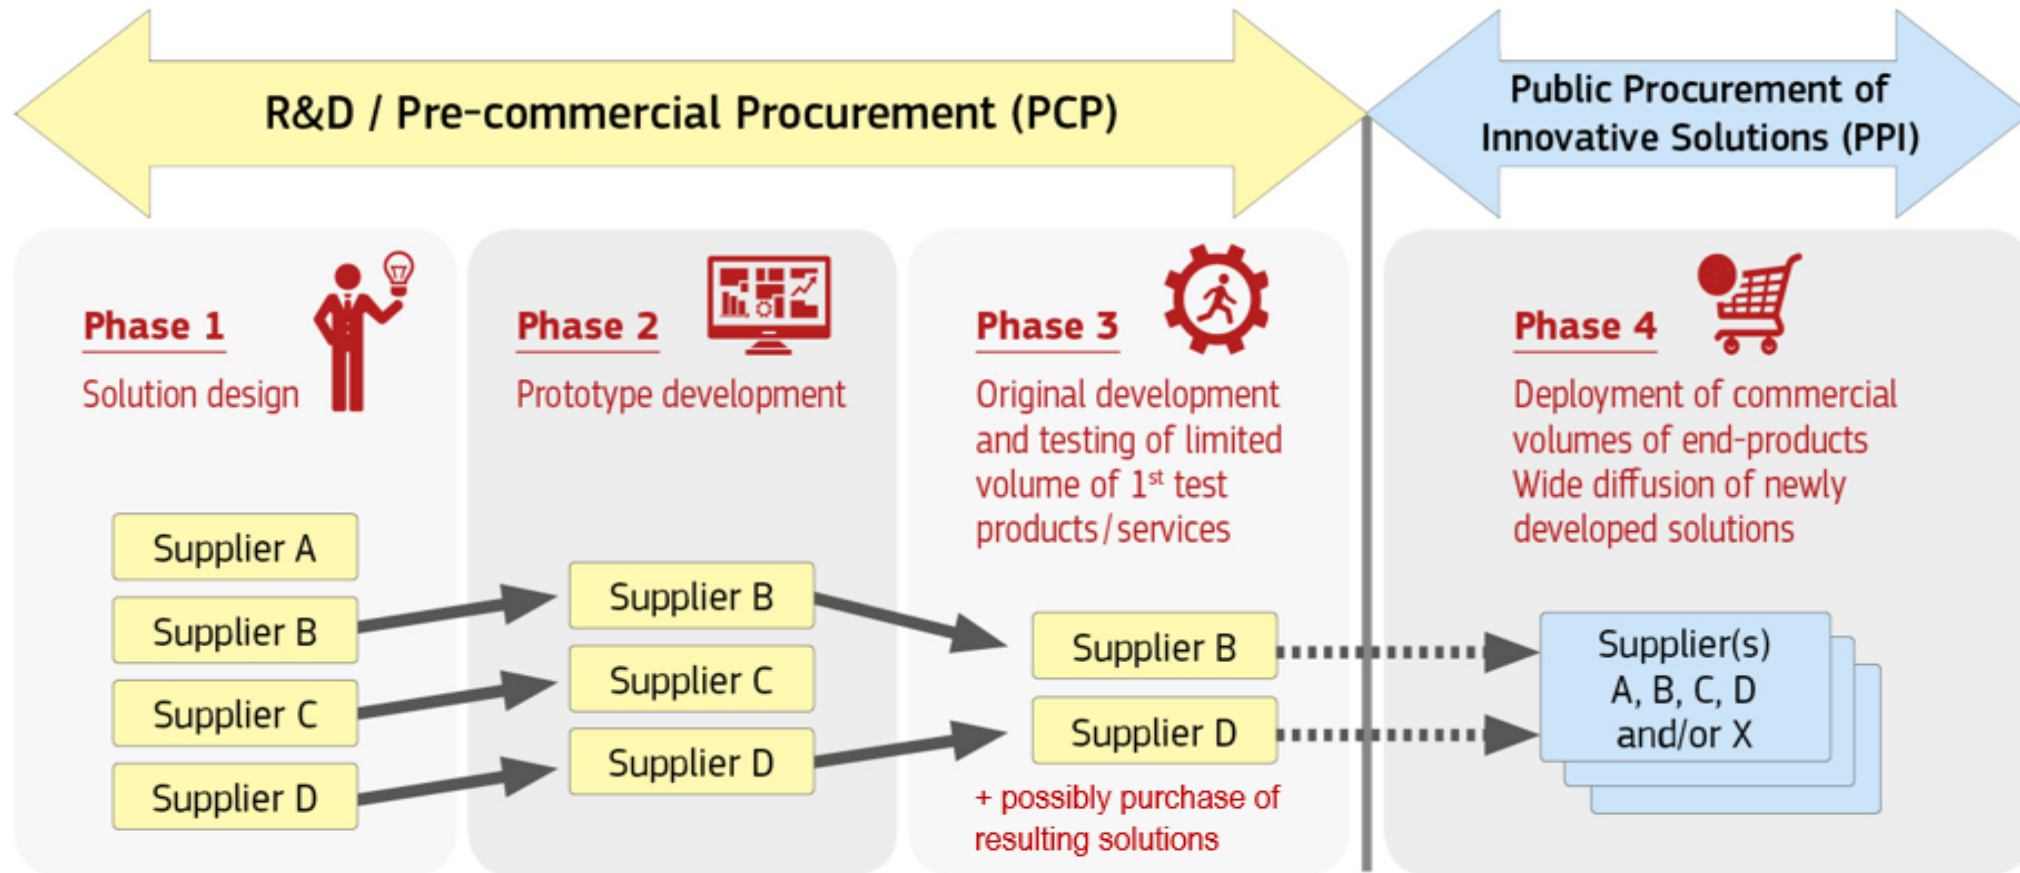 R&D / Pre-commercial Procurement (PCP)
Public Procurement of
Innovative Solutions (PPI)
Phase 1
Solution design
Supplier A
Supplier B
Supplier C
Supplier D
Phase 2
Prototype development
Supplier B
Supplier C
Supplier D
Phase 3
Original development
and testing of limited
volume of 1st test
products/services
Supplier B
Supplier D
+ possibly purchase of
resulting solutions
Phase 4
Deployment of commercial
volumes of end-products
Wide diffusion of newly
developed solutions
Supplier(s)
A, B, C, D
and/or X